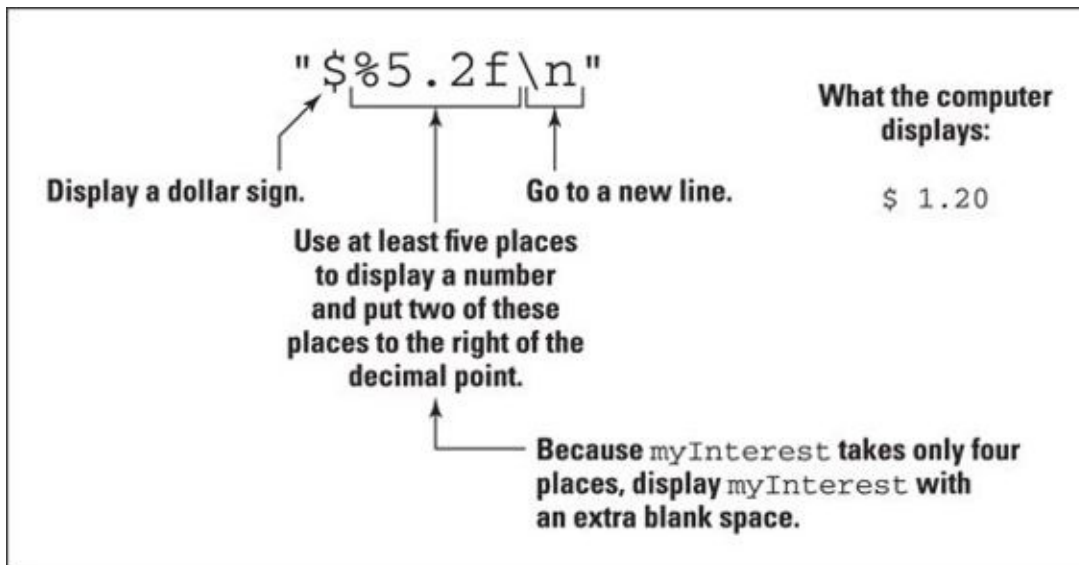 "$%5.2f\n"
What the computer
displays:
$ 1.20
Display a dollar sign.
Go to a new line.
Use at least five places
to display a number
and put two of these
places to the right of the
decimal point.
Because myInterest takes only four
places, display myInterest with
an extra blank space.